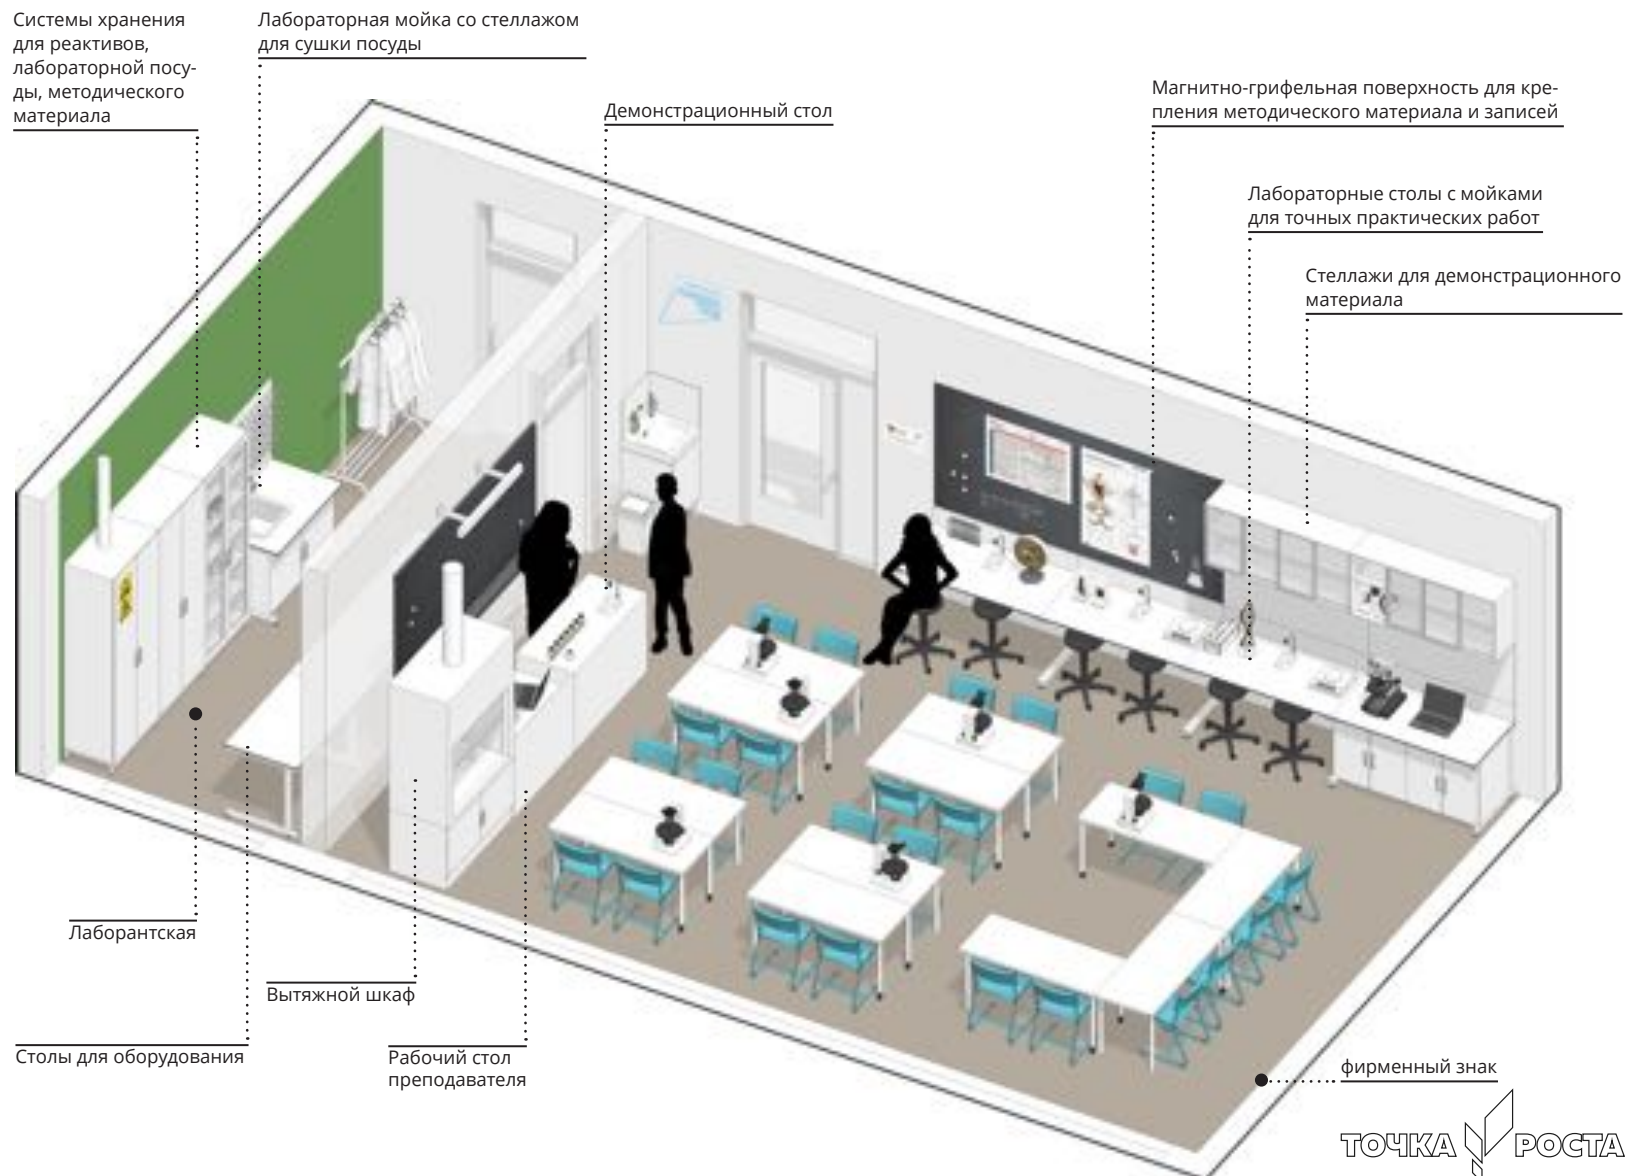 Системы хранения
для реактивов,
лабораторной посу-
ды, методического
материала
Лабораторная мойка со стеллажом
для сушки посуды
Демонстрационный стол
Магнитно-грифельная поверхность для кре-
пления методического материала и записей
Лабораторные столы с мойками
для точных практических работ
Стеллажи для демонстрационного
материала
Лаборантская
Вытяжной шкаф
Столы для оборудования
Рабочий стол
преподавателя
фирменный знак
ТОЧКА РОСТА